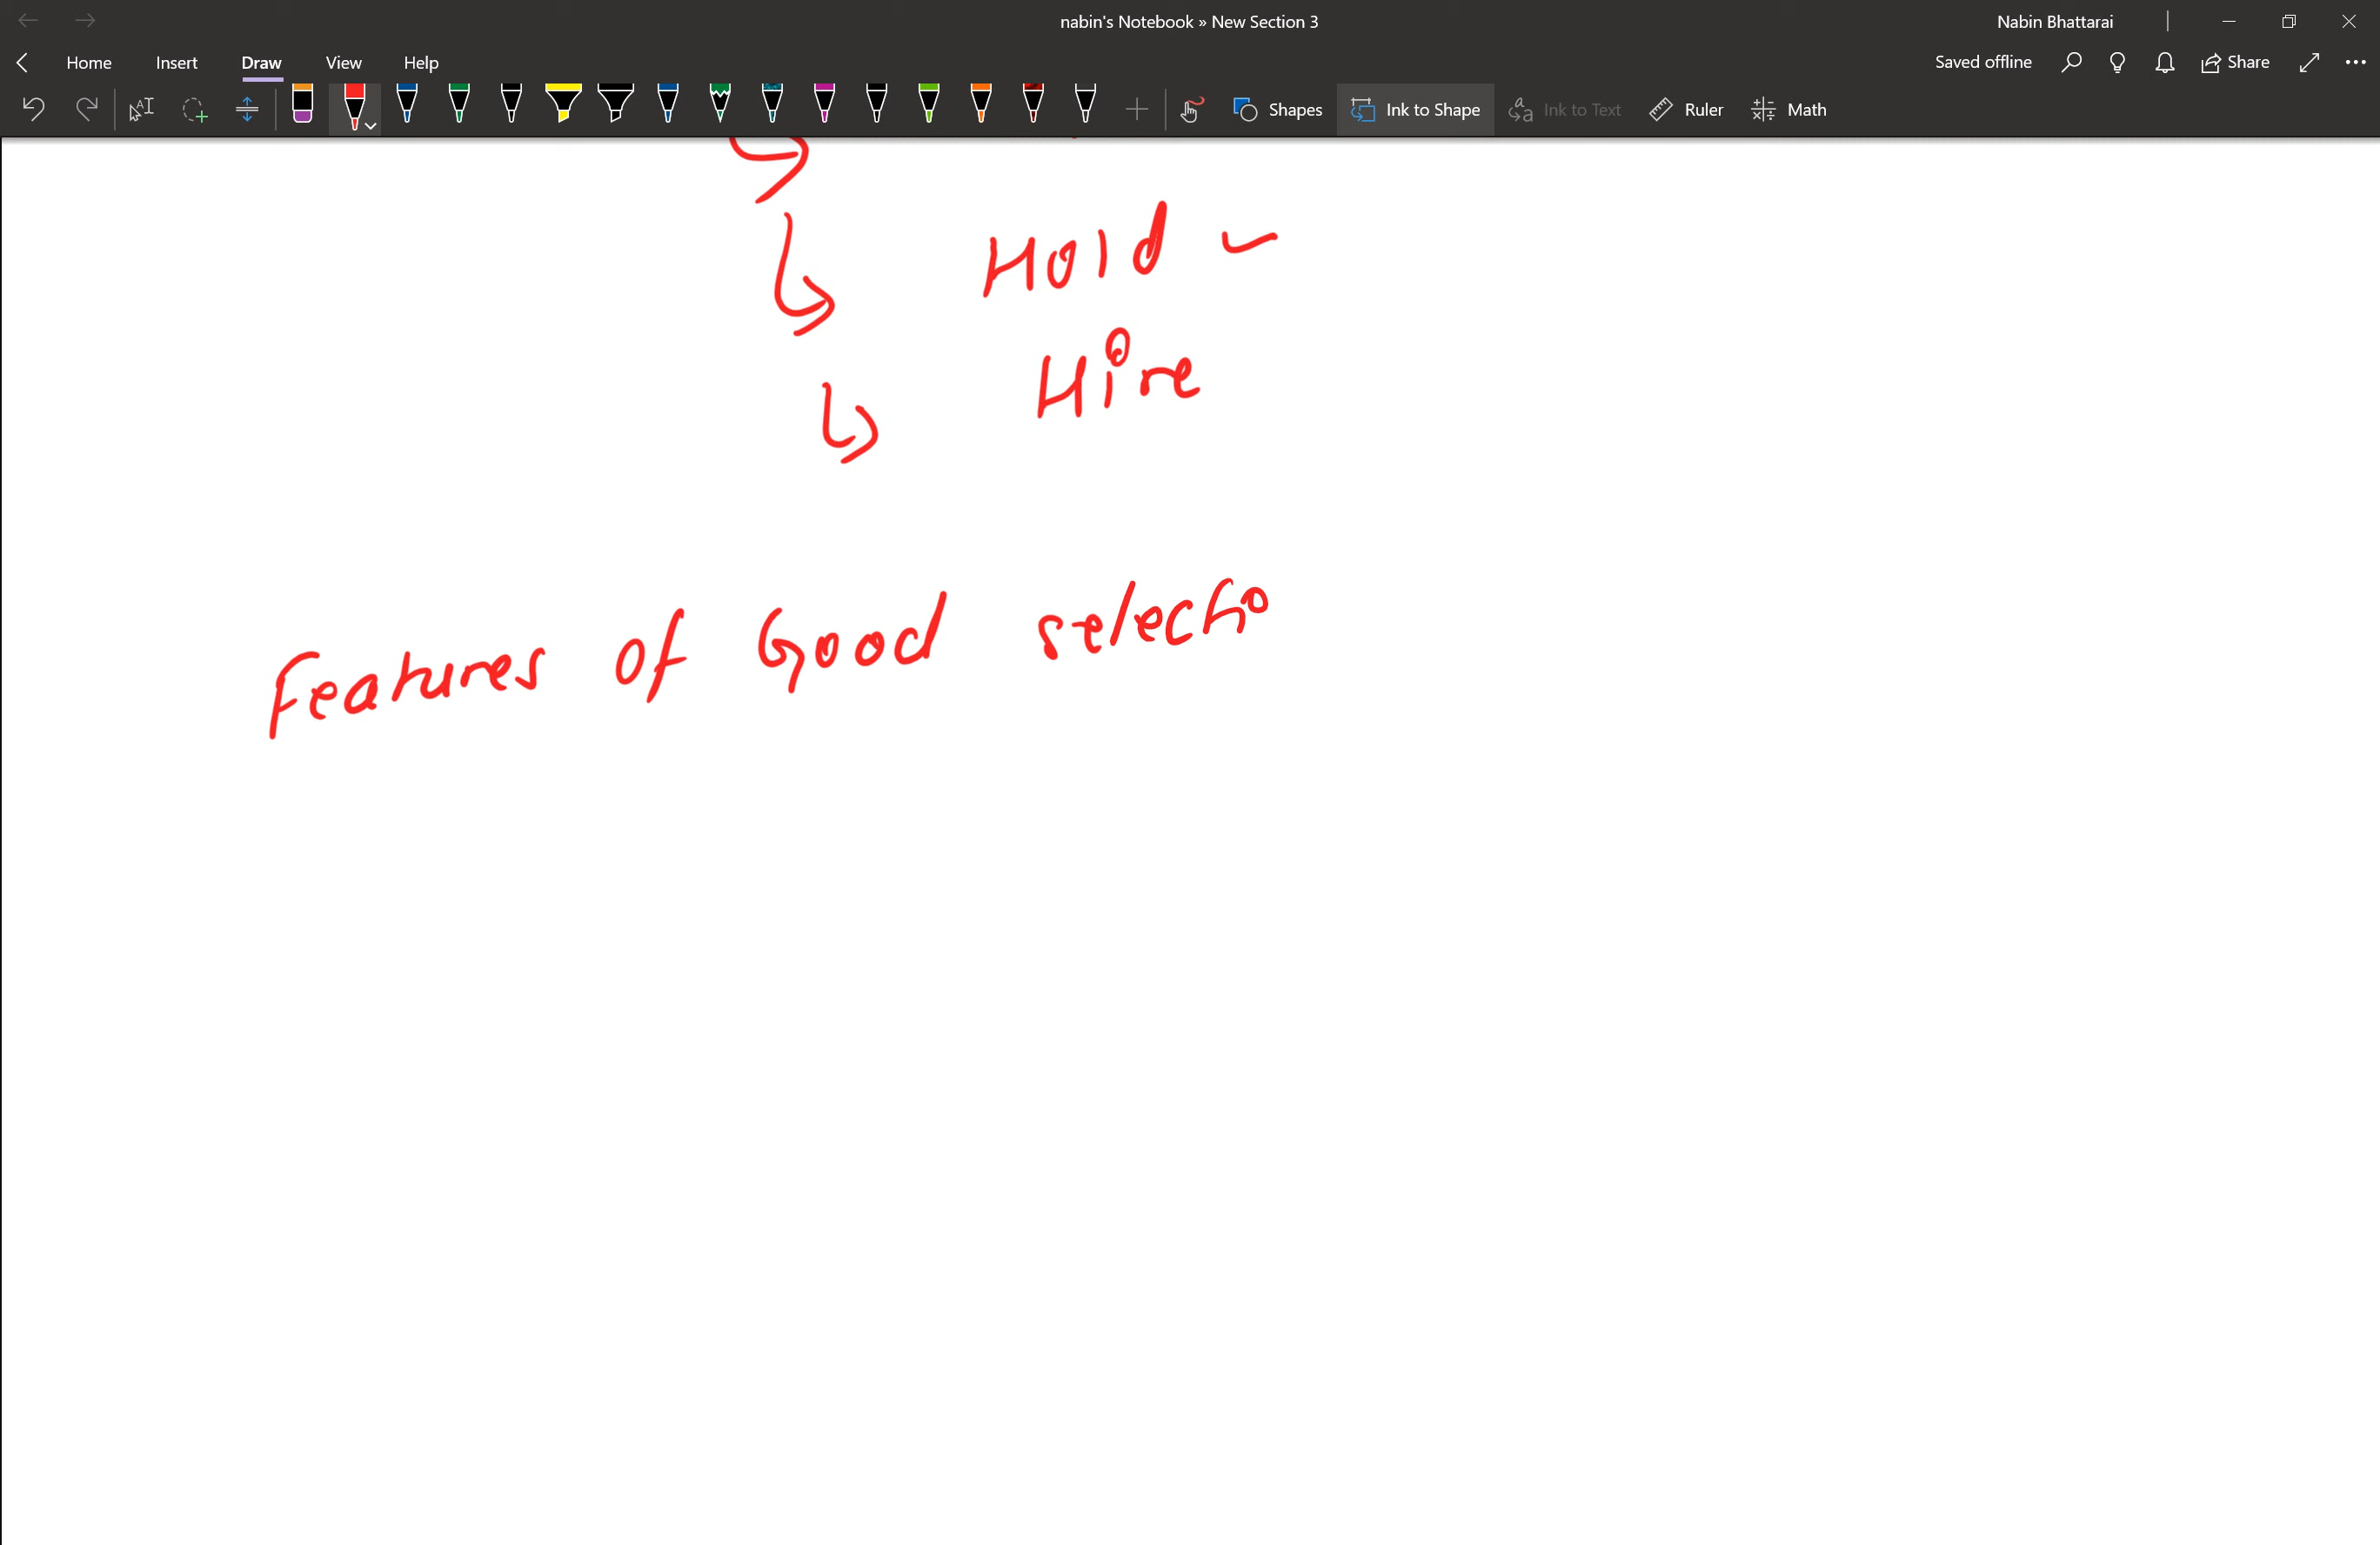 nabin's Notebook » New Section 3
Nabin Bhattarai
Home Insert Draw View Help
Saved offline
Share
Shapes
Ink to Shape
Ink to Text
Ruler
Math
Hold
Hire
Features of Good selectio